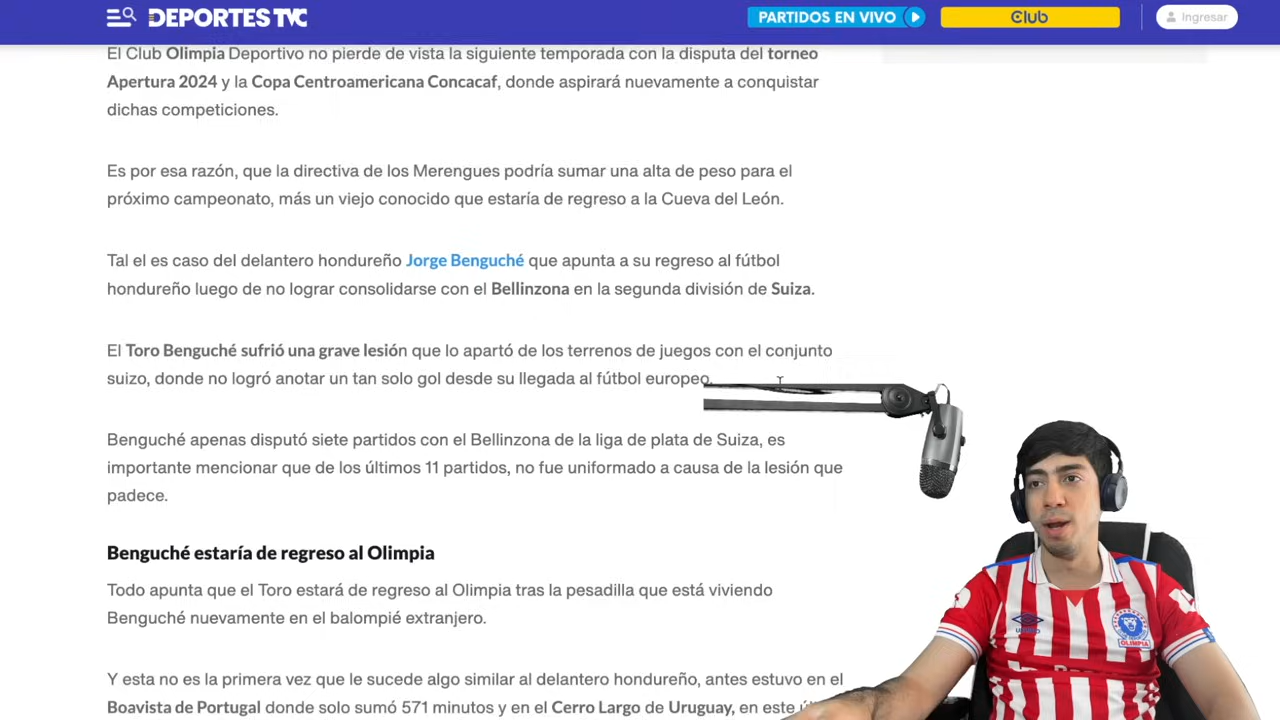 DEPORTES TVC
PARTIDOS EN VIVO
Club
Ingresar
El Club Olimpia Deportivo no pierde de vista la siguiente temporada con la disputa del torneo
Apertura 2024 y la Copa Centroamericana Concacaf, donde aspirará nuevamente a conquistar
dichas competiciones.
Es por esa razón, que la directiva de los Merengues podría sumar una alta de peso para el
próximo campeonato, más un viejo conocido que estaría de regreso a la Cueva del León.
Tal el es caso del delantero hondureño Jorge Benguché que apunta a su regreso al fútbol
hondureño luego de no lograr consolidarse con el Bellinzona en la segunda división de Suiza.
El Toro Benguché sufrió una grave lesión que lo apartó de los terrenos de juegos con el conjunto
suizo, donde no logró anotar un tan solo gol desde su llegada al fútbol europeo.
Benguché apenas disputó siete partidos con el Bellinzona de la liga de plata de Suiza, es
importante mencionar que de los últimos 11 partidos, no fue uniformado a causa de la lesión que
padece.
Benguché estaría de regreso al Olimpia
Todo apunta que el Toro estará de regreso al Olimpia tras la pesadilla que está viviendo
Benguché nuevamente en el balompié extranjero.
Y esta no es la primera vez que le sucede algo similar al delantero hondureño, antes estuvo en el
Boavista de Portugal donde solo sumó 571 minutos y en el Cerro Largo de Uruguay, en este
UMBRO
OLIMPIA